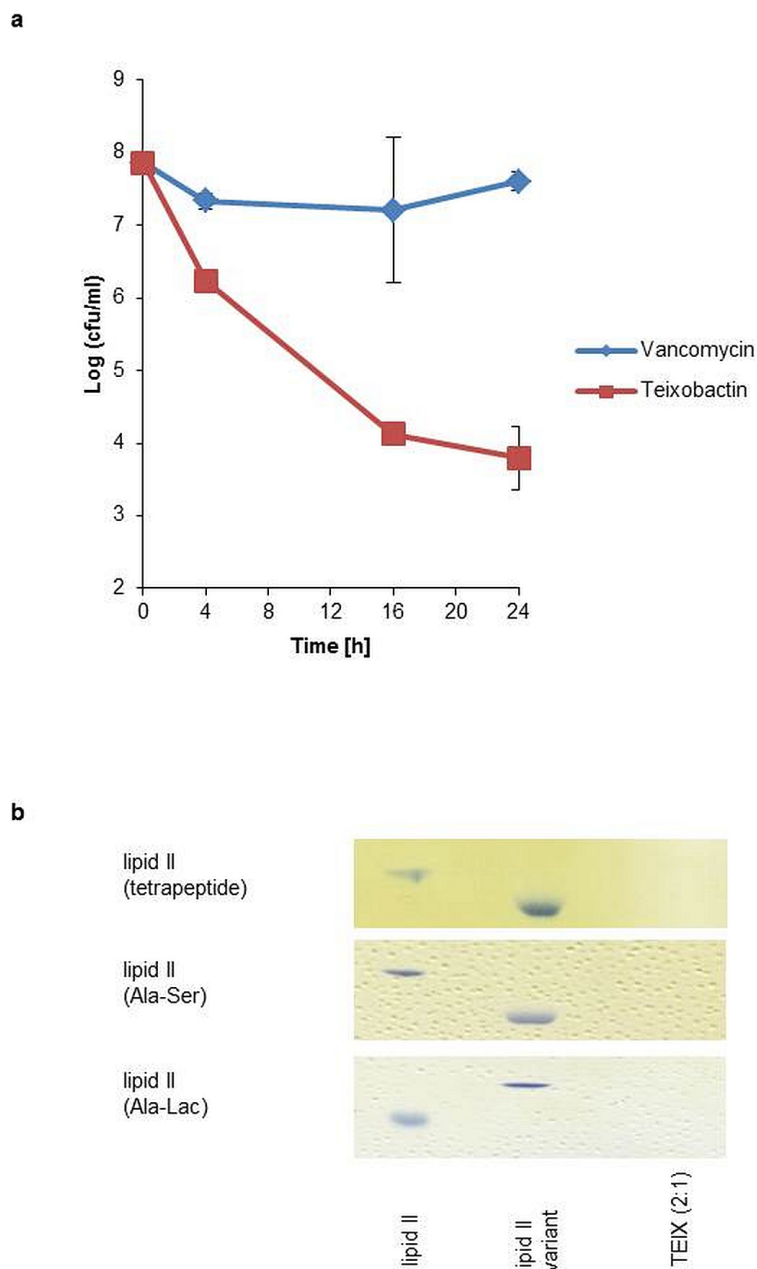 a
9
8
7
6
5
4
3
2
Log (cfu/ml)
0 4 8 12 16 20 24
Time [h]
Vancomycin
Teixobactin
b
lipid II
(tetrapeptide)
lipid II
(Ala-Ser)
lipid II
(Ala-Lac)
lipid II
ipid II
variant
TEIX (2:1)